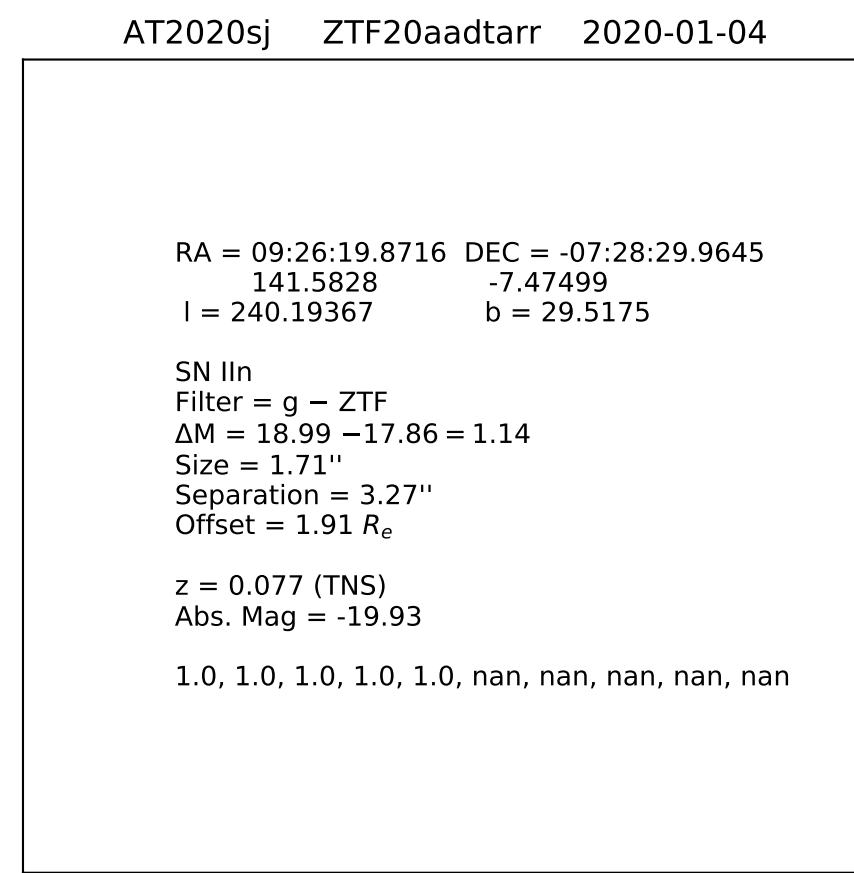 AT2020sj ZTF20aadtarr 2020-01-04
RA = 09:26:19.8716 DEC = -07:28:29.9645
141.5828 -7.47499
l = 240.19367 b = 29.5175
SN IIn
Filter = g − ZTF
ΔM = 18.99 −17.86 = 1.14
Size = 1.71''
Separation = 3.27''
Offset = 1.91 Rₑ
z = 0.077 (TNS)
Abs. Mag = -19.93
1.0, 1.0, 1.0, 1.0, 1.0, nan, nan, nan, nan, nan